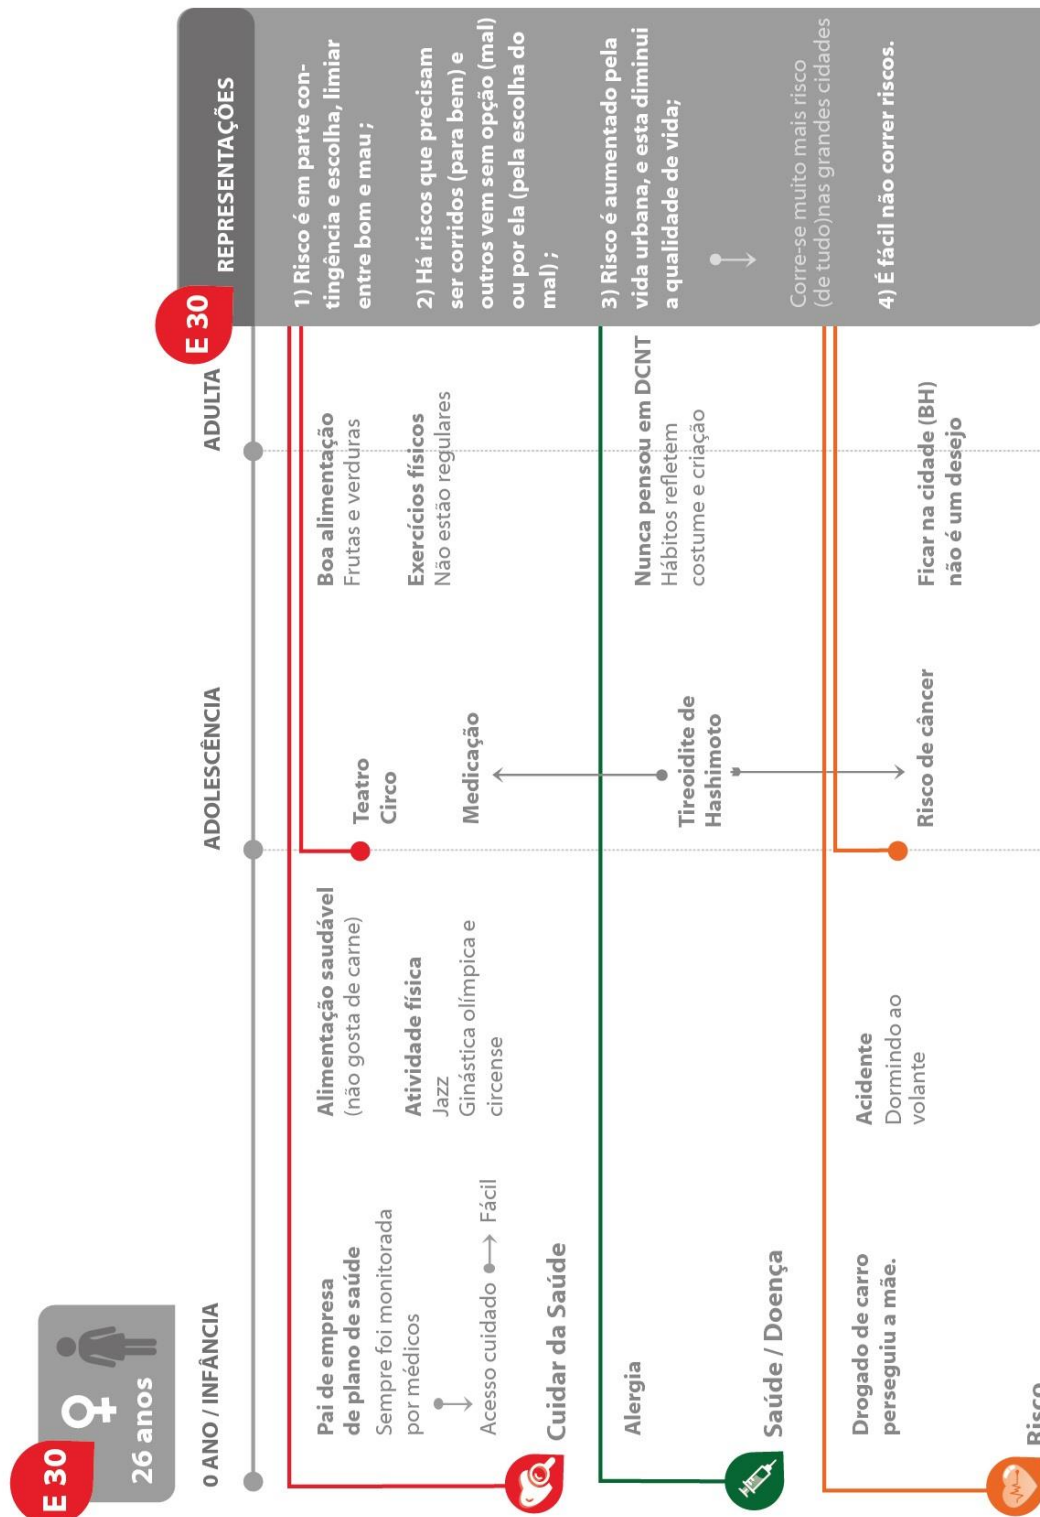 E 30
26 anos
0 ANO / INFÂNCIA
ADOLESCÊNCIA
ADULTA
E 30
REPRESENTAÇÕES
Pai de empresa
de plano de saúde
Sempre foi monitorada
por médicos
Acesso cuidado
Fácil
Cuidar da Saúde
Alimentação saudável
(não gosta de carne)
Atividade física
Jazz
Ginástica olímpica e
circense
Teatro
Circo
Medicação
Boa alimentação
Frutas e verduras
Exercícios físicos
Não estão regulares
1) Risco é em parte con-
tingência e escolha, limiar
entre bom e mau ;
2) Há riscos que precisam
ser corridos (para bem) e
outros vem sem opção (mal)
ou por ela (pela escolha do
mal) ;
Alergia
Saúde / Doença
Tireoidite de
Hashimoto
Nunca pensou em DCNT
Hábitos refletem
costume e criação
3) Risco é aumentado pela
vida urbana, e esta diminui
a qualidade de vida;
Corre-se muito mais risco
(de tudo)nas grandes cidades
Drogado de carro
perseguiu a mãe.
Risco
Acidente
Dormindo ao
volante
Risco de câncer
Ficar na cidade (BH)
não é um desejo
4) É fácil não correr riscos.